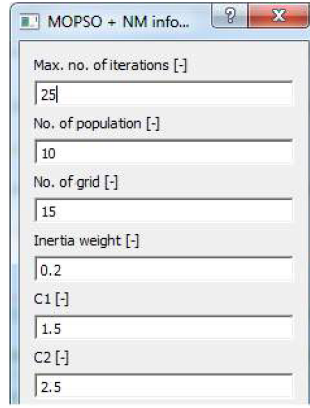 MOPSO + NM info...
Max. no. of iterations [-]
25
No. of population [-]
10
No. of grid [-]
15
Inertia weight [-]
0.2
C1 [-]
1.5
C2 [-]
2.5